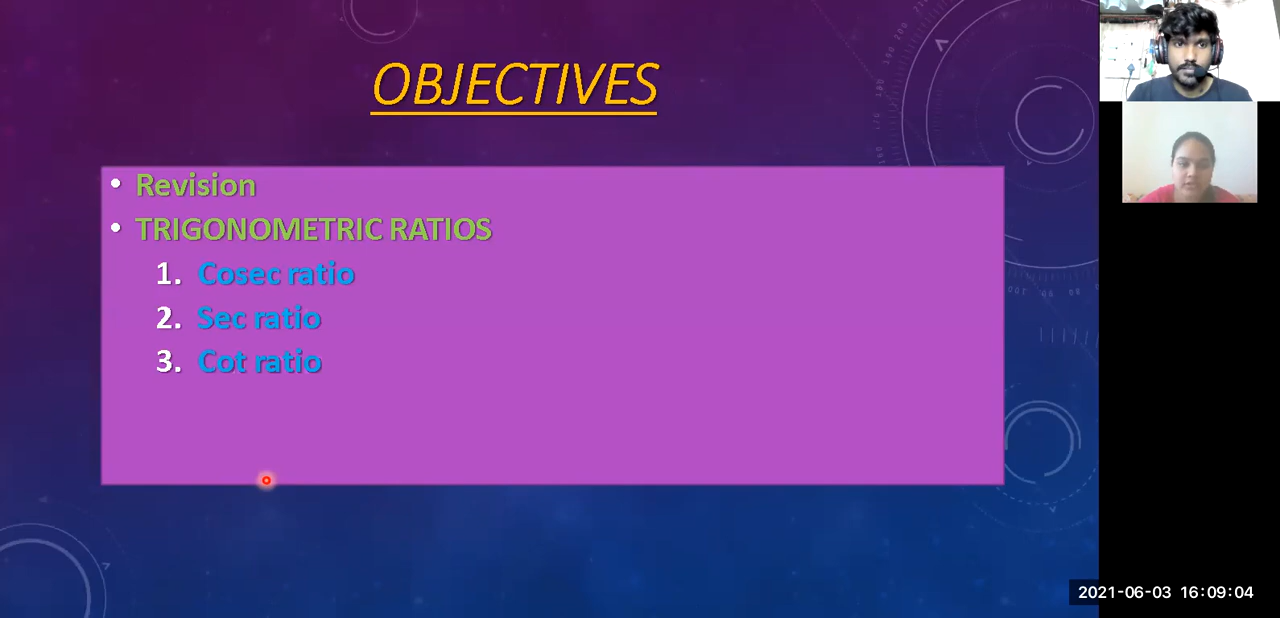 OBJECTIVES
• Revision
• TRIGONOMETRIC RATIOS
1. Cosec ratio
2. Sec ratio
3. Cot ratio
2021-06-03 16:09:04